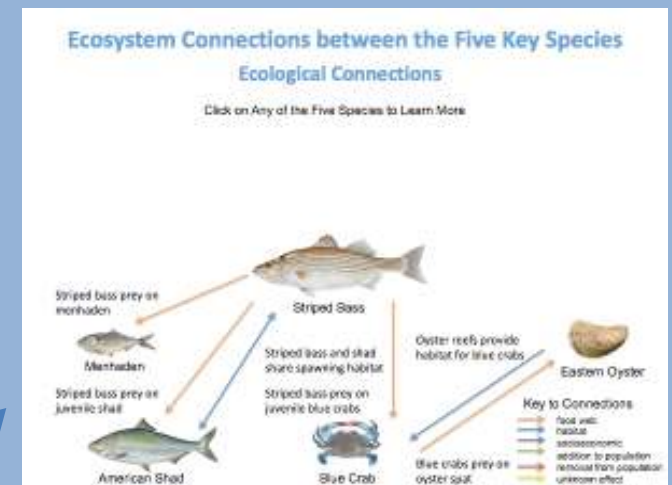 Ecosystem Connections between the Five Key Species
Ecological Connections
Click on Any of the Five Species to Learn More
Striped bass prey on
menhaden
Striped Bass
Menhaden
Striped bass and shad
share spawning habitat
Oyster reefs provide
habitat for blue crabs
Eastern Oyster
Striped bass prey on
juvenile shad
Striped bass prey on
juvenile blue crabs
American Shad
Blue Crab
Blue crabs prey on
oyster spat
Key to Connections
food web
habitat
socioeconomic
addition to population
removal from population
unknown effect